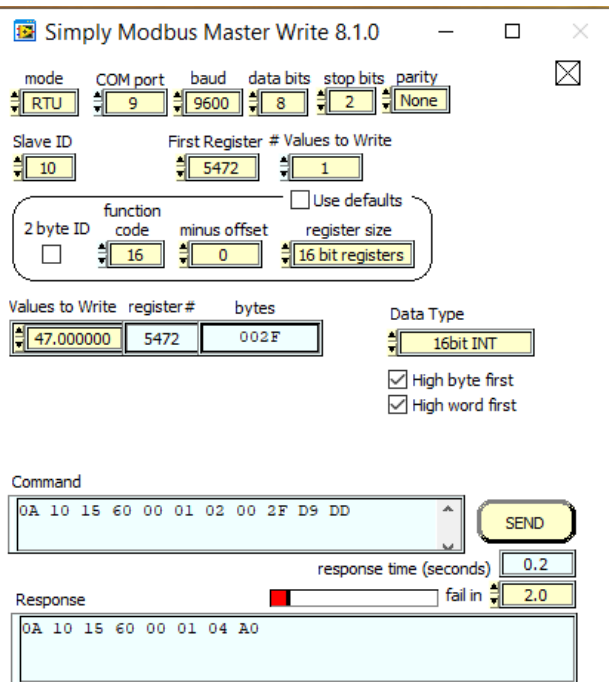 Simply Modbus Master Write 8.1.0
mode COM port baud data bits stop bits parity
RTU 9 9600 8 2 None
Slave ID First Register # Values to Write
10 5472 1
Use defaults
2 byte ID function code minus offset register size
16 0 16 bit registers
Values to Write register# bytes
47.000000 5472 002F
Data Type
16bit INT
High byte first
High word first
Command
0A 10 15 60 00 01 02 00 2F D9 DD
SEND
response time (seconds) 0.2
Response fail in 2.0
0A 10 15 60 00 01 04 A0